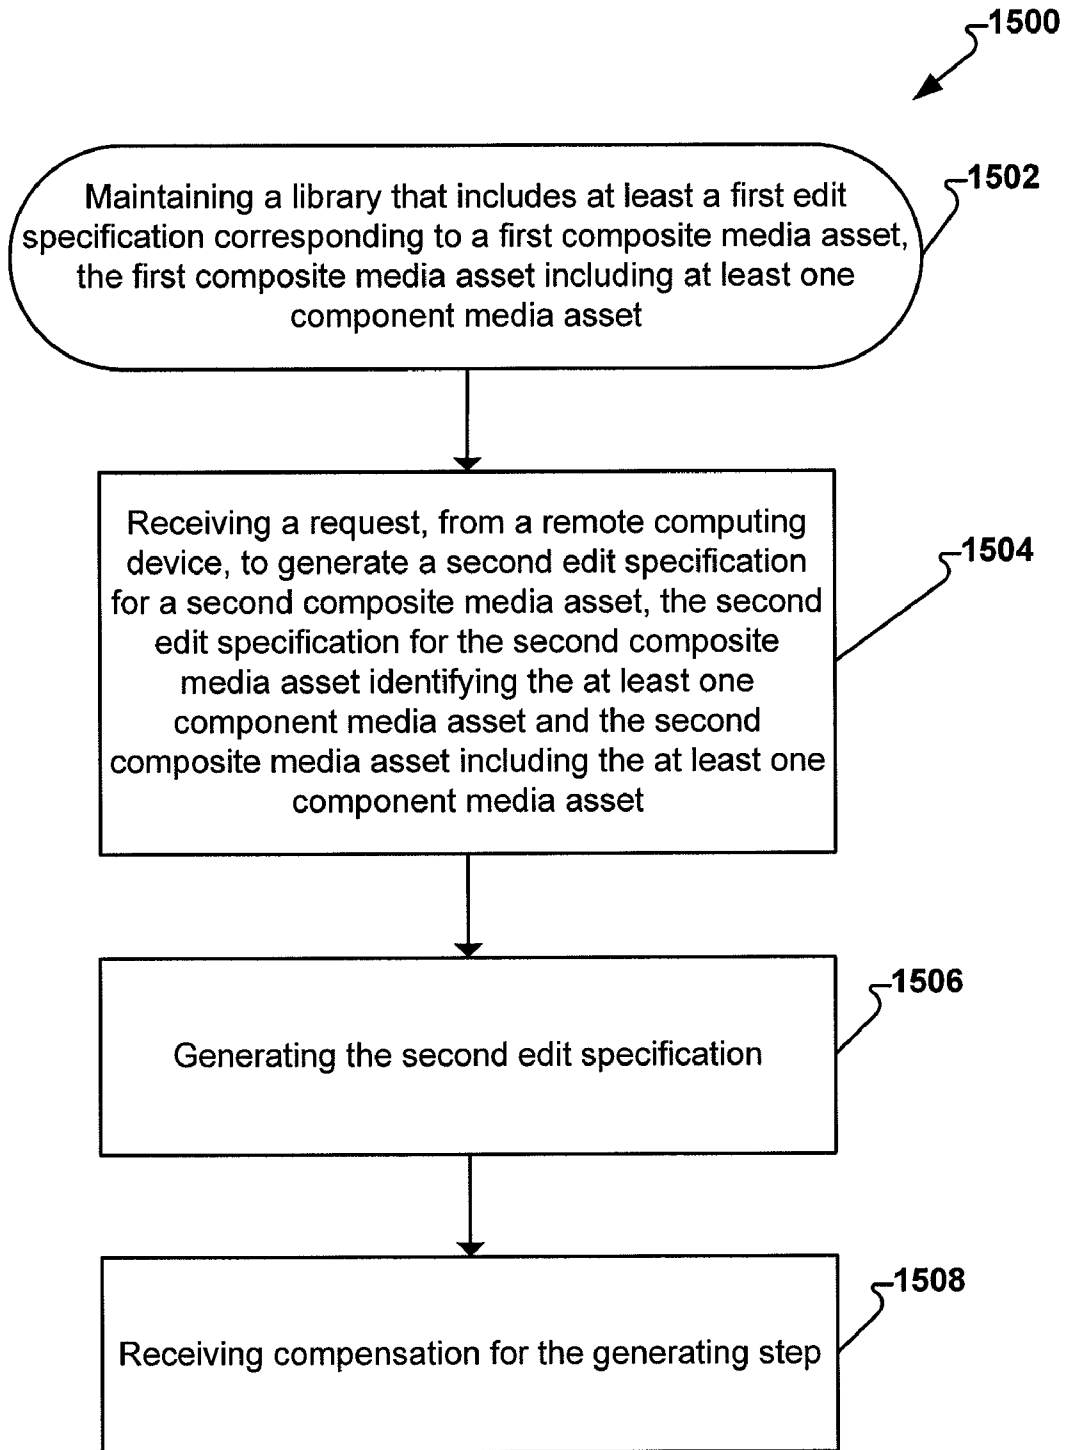 1500
1502
Maintaining a library that includes at least a first edit
specification corresponding to a first composite media asset,
the first composite media asset including at least one
component media asset
1504
Receiving a request, from a remote computing
device, to generate a second edit specification
for a second composite media asset, the second
edit specification for the second composite
media asset identifying the at least one
component media asset and the second
composite media asset including the at least one
component media asset
1506
Generating the second edit specification
1508
Receiving compensation for the generating step